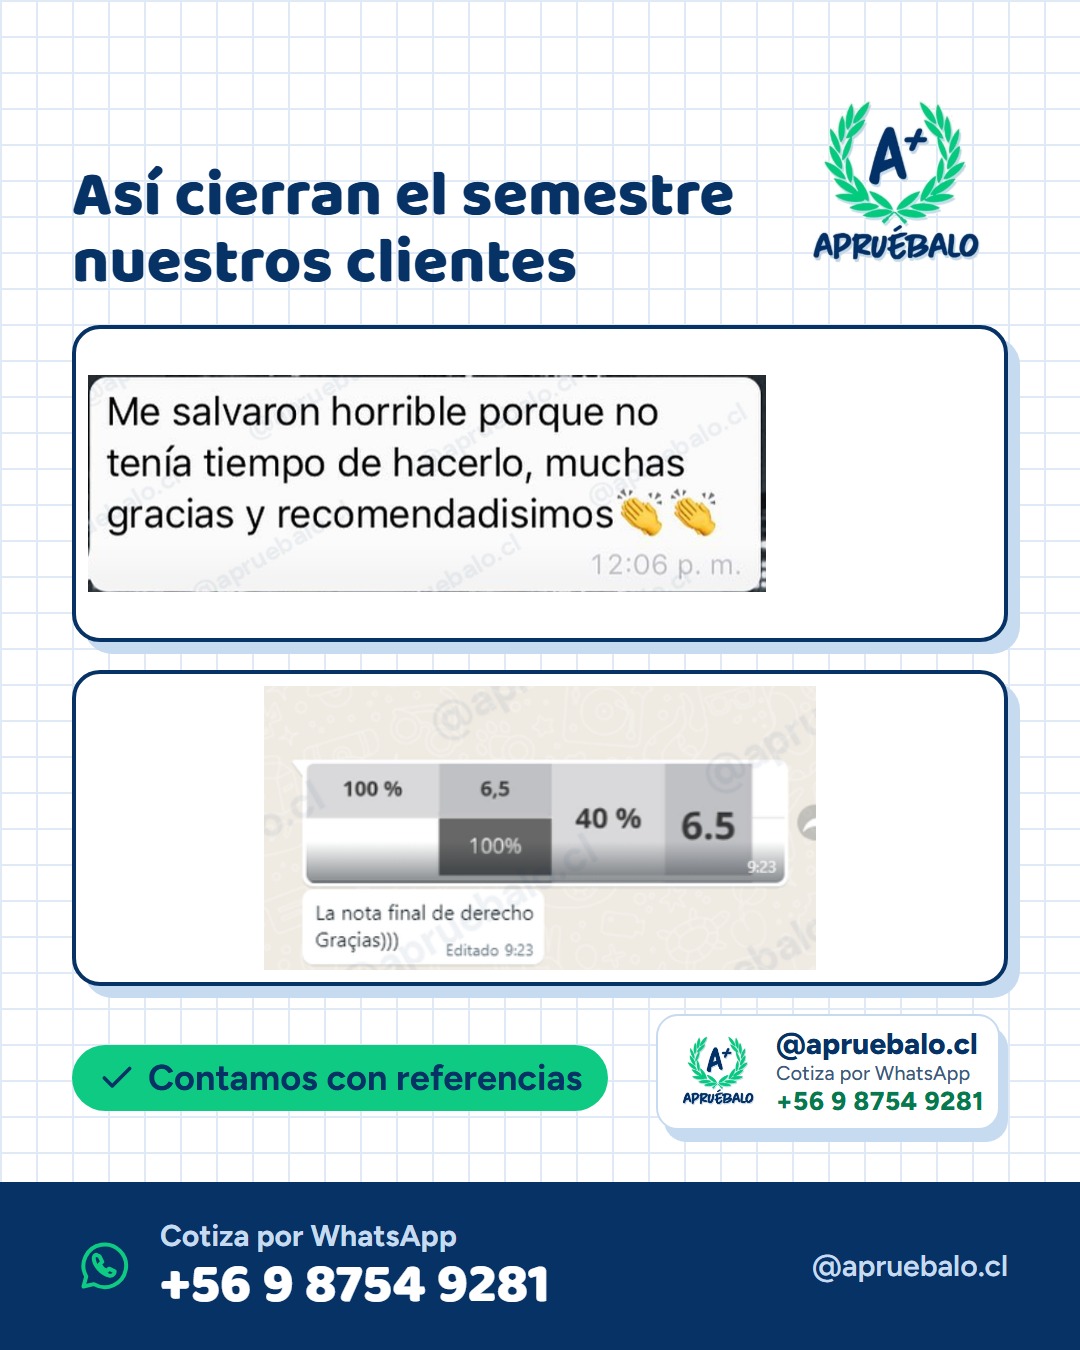 A+
APRUÉBALO
Así cierran el semestre
nuestros clientes
Me salvaron horrible porque no
tenía tiempo de hacerlo, muchas
gracias y recomendadisimos👏👏
12:06 p. m.
100 %
6,5
100%
40 %
6.5
9:23
La nota final de derecho
Graçias)))
Editado 9:23
✓ Contamos con referencias
A+
APRUÉBALO
@apruebalo.cl
Cotiza por WhatsApp
+56 9 8754 9281
Cotiza por WhatsApp
+56 9 8754 9281
@apruebalo.cl